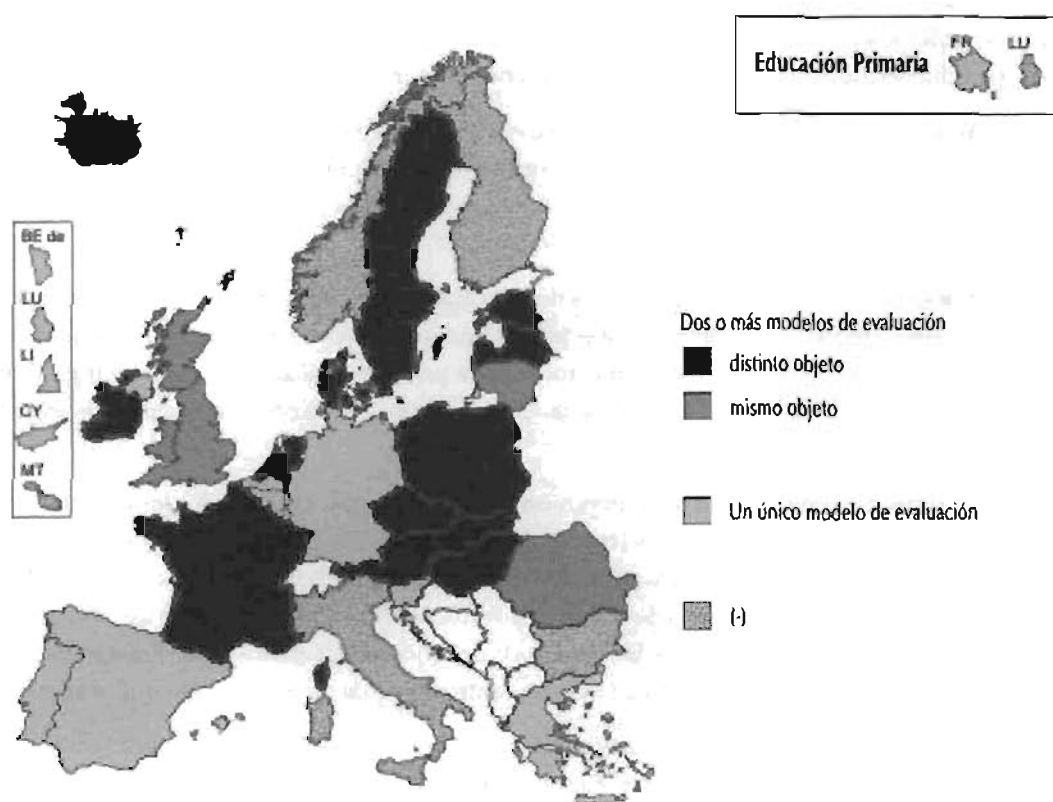 Educación Primaria
FR
LU
BE de
LU
LI
CY
MT
Dos o más modelos de evaluación
distinto objeto
mismo objeto
Un único modelo de evaluación
(-)